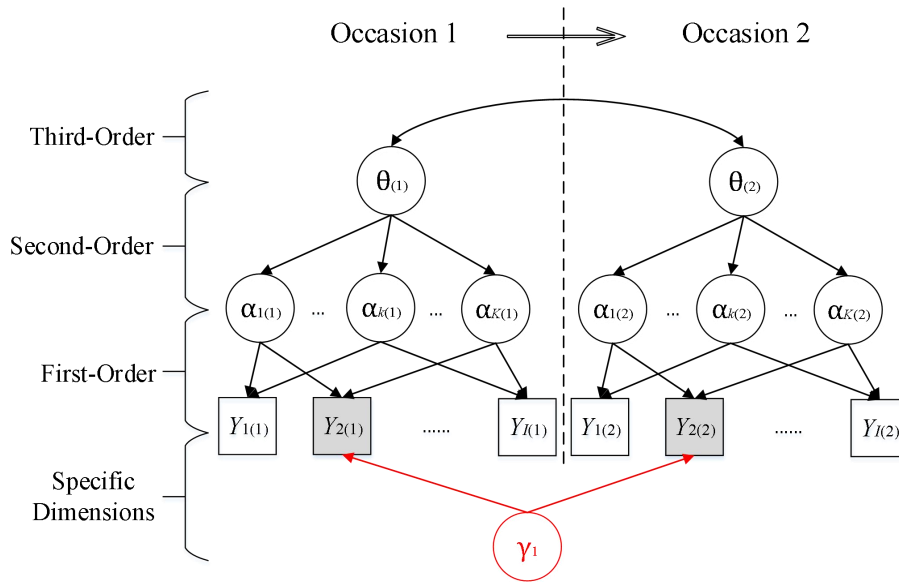 Occasion 1
Occasion 2
Third-Order
θ(1)
θ(2)
Second-Order
α1(1)
...
αk(1)
...
αK(1)
α1(2)
...
αk(2)
...
αK(2)
First-Order
Y1(1)
Y2(1)
......
YI(1)
Y1(2)
Y2(2)
......
YI(2)
Specific
Dimensions
γ1